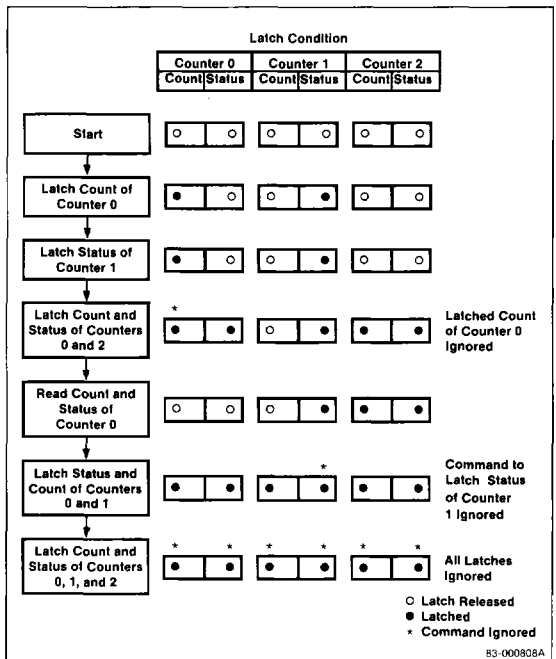 Latch Condition
Counter 0 Counter 1 Counter 2
Count Status Count Status Count Status
Start
Latch Count of
Counter 0
Latch Status of
Counter 1
Latch Count and
Status of Counters
0 and 2
*
Latched Count
of Counter 0
Ignored
Read Count and
Status of
Counter 0
Latch Status and
Count of Counters
0 and 1
*
Command to
Latch Status
of Counter
1 Ignored
Latch Count and
Status of Counters
0, 1, and 2
* * * * * *
All Latches
Ignored
○ Latch Released
● Latched
* Command Ignored
83-000808A